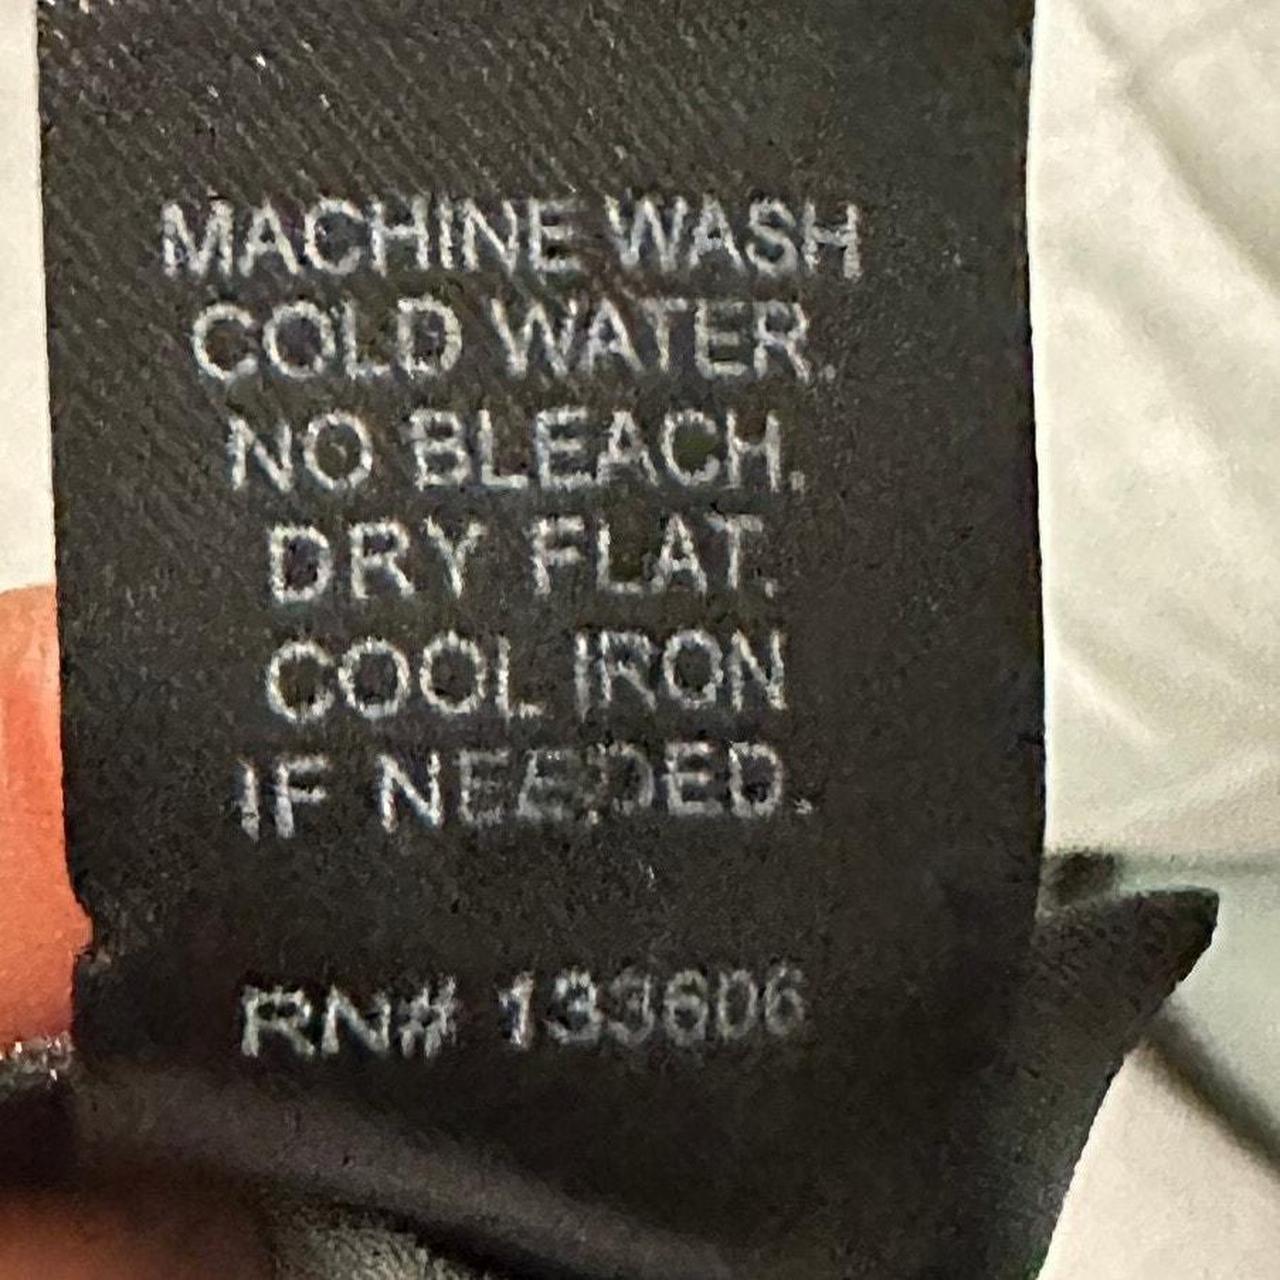 MACHINE WASH
COLD WATER.
NO BLEACH.
DRY FLAT.
COOL IRON
IF NEEDED.
RN# 133606